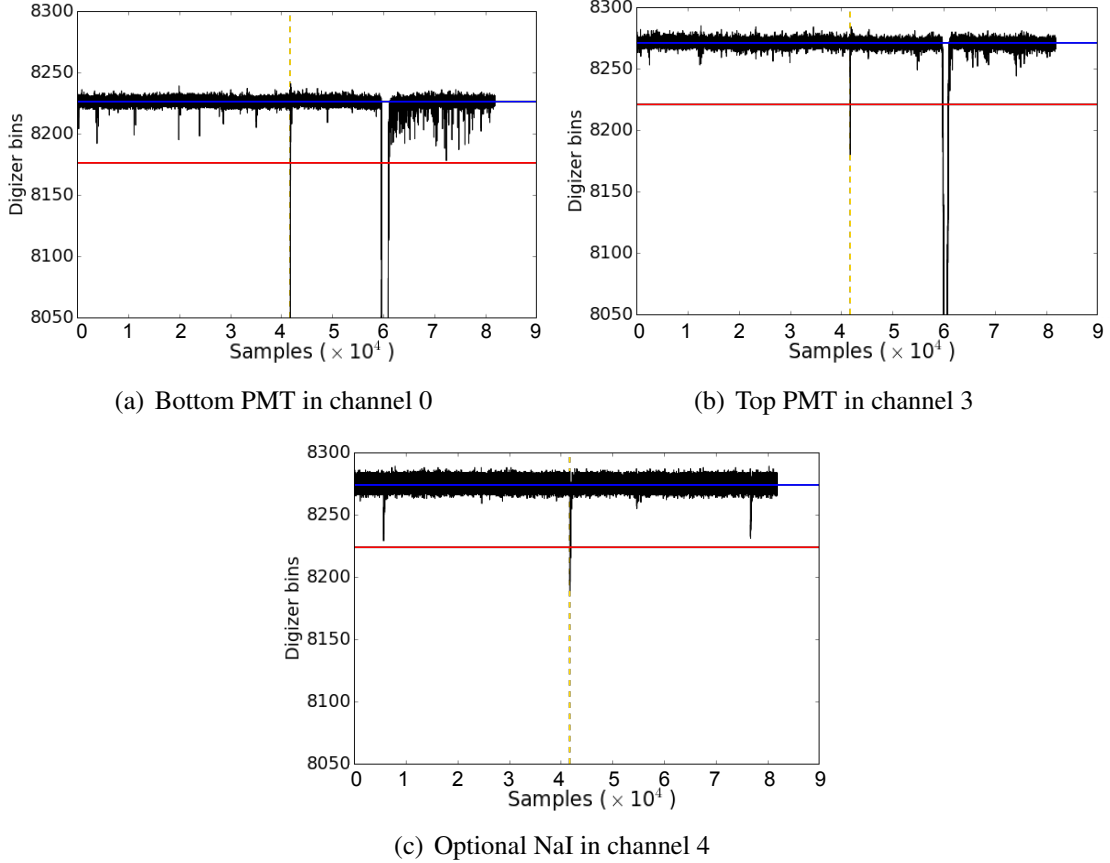 8300
8250
8200
8150
8100
8050
Digizer bins
0 1 2 3 4 5 6 7 8 9
Samples (×10⁴)
(a) Bottom PMT in channel 0
8300
8250
8200
8150
8100
8050
Digizer bins
0 1 2 3 4 5 6 7 8 9
Samples (×10⁴)
(b) Top PMT in channel 3
8300
8250
8200
8150
8100
8050
Digizer bins
0 1 2 3 4 5 6 7 8 9
Samples (×10⁴)
(c) Optional NaI in channel 4